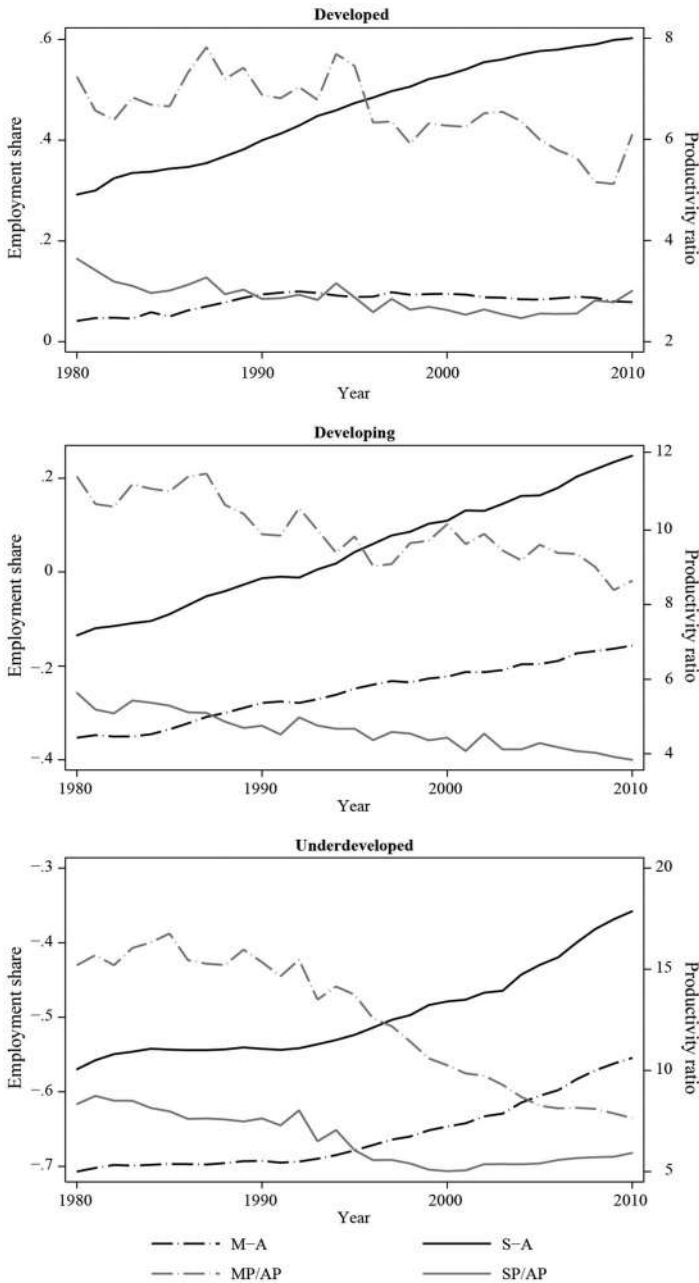 Developed
.6
.4
.2
0
8
6
4
2
Employment share
Productivity ratio
1980
1990
2000
2010
Year
Developing
.2
0
−.2
−.4
12
10
8
6
4
Employment share
Productivity ratio
1980
1990
2000
2010
Year
Underdeveloped
−.3
−.4
−.5
−.6
−.7
20
15
10
5
Employment share
Productivity ratio
1980
1990
2000
2010
Year
M−A
S−A
MP/AP
SP/AP